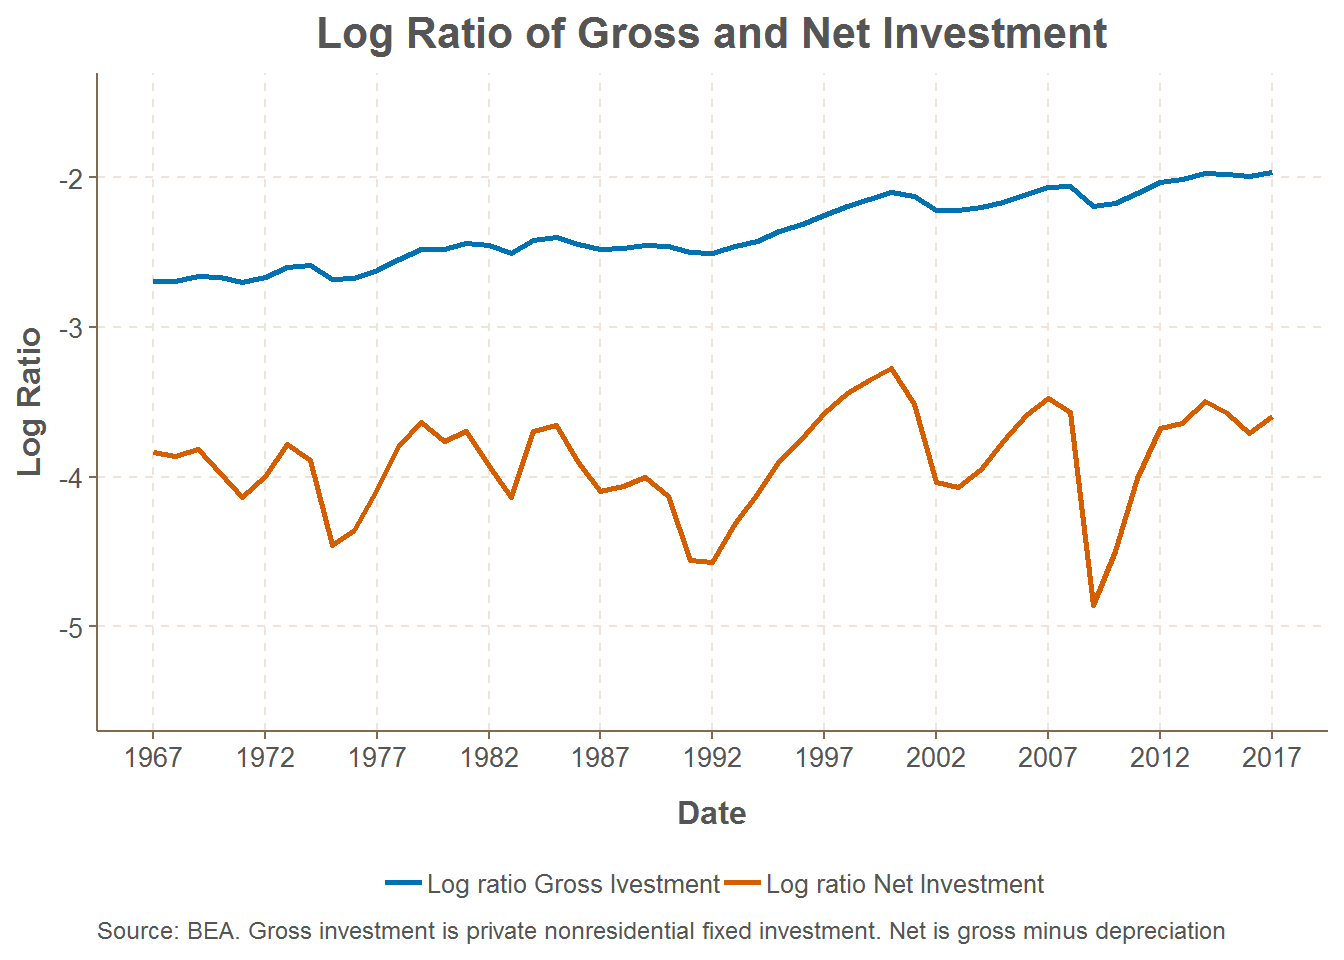 Log Ratio of Gross and Net Investment
Log Ratio
-2
-3
-4
-5
1967 1972 1977 1982 1987 1992 1997 2002 2007 2012 2017
Date
Log ratio Gross Ivestment Log ratio Net Investment
Source: BEA. Gross investment is private nonresidential fixed investment. Net is gross minus depreciation